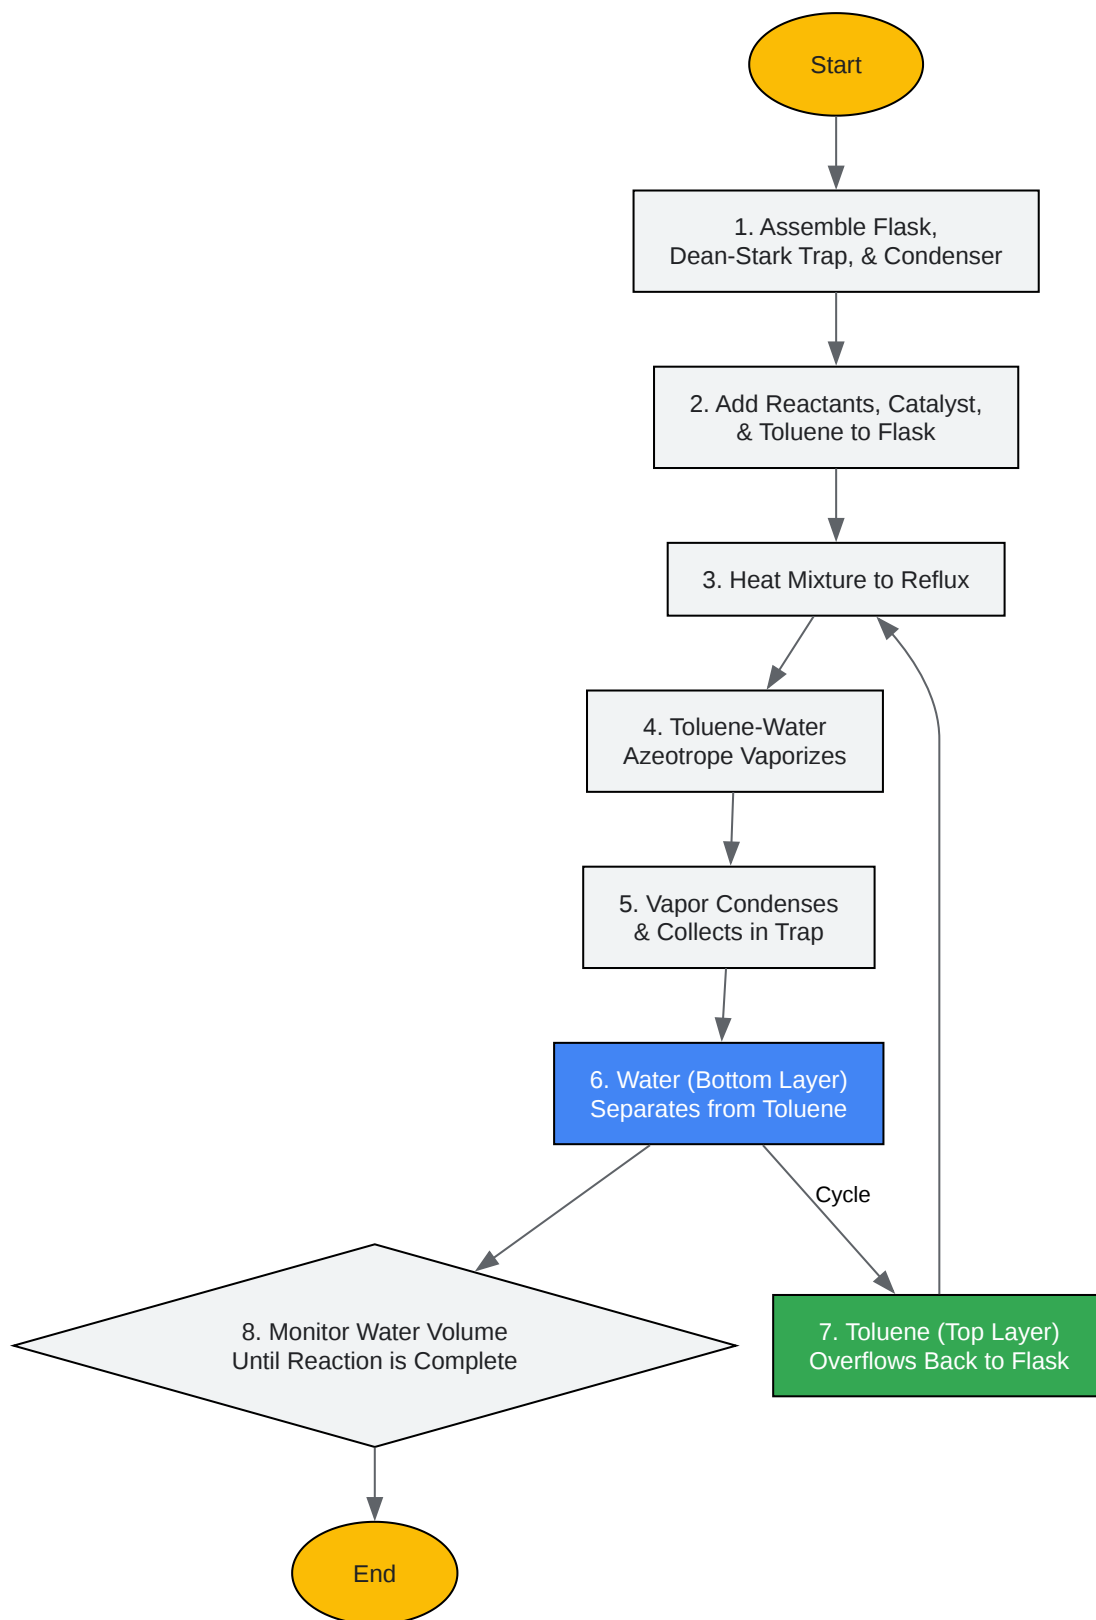 Start
1. Assemble Flask,
Dean-Stark Trap, & Condenser
2. Add Reactants, Catalyst,
& Toluene to Flask
3. Heat Mixture to Reflux
4. Toluene-Water
Azeotrope Vaporizes
5. Vapor Condenses
& Collects in Trap
6. Water (Bottom Layer)
Separates from Toluene
Cycle
7. Toluene (Top Layer)
Overflows Back to Flask
8. Monitor Water Volume
Until Reaction is Complete
End